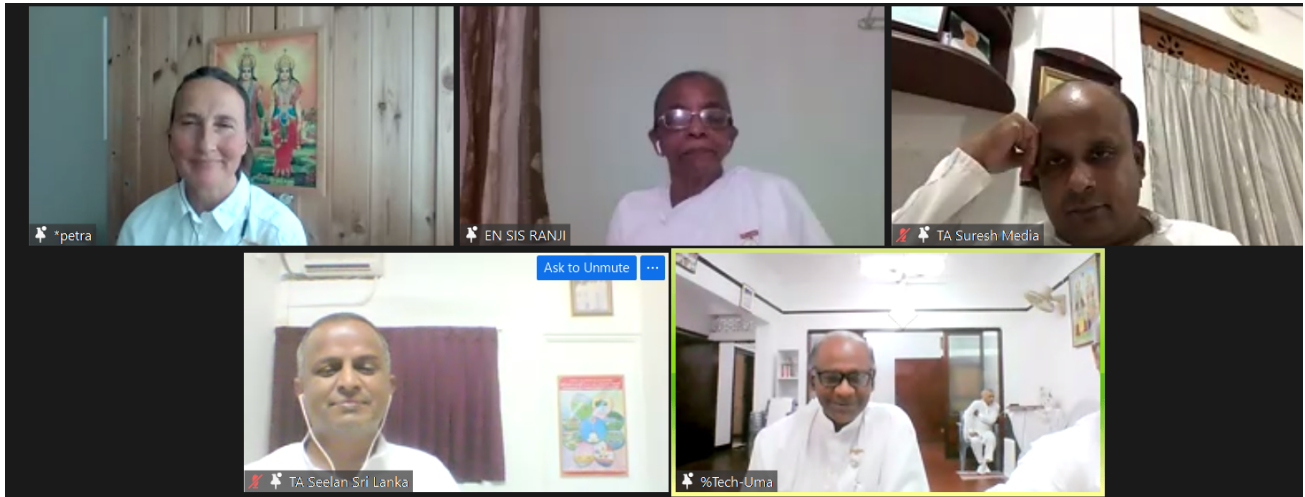 *petra
EN SIS RANJI
TA Suresh Media
Ask to Unmute
TA Seelan Sri Lanka
%Tech-Uma